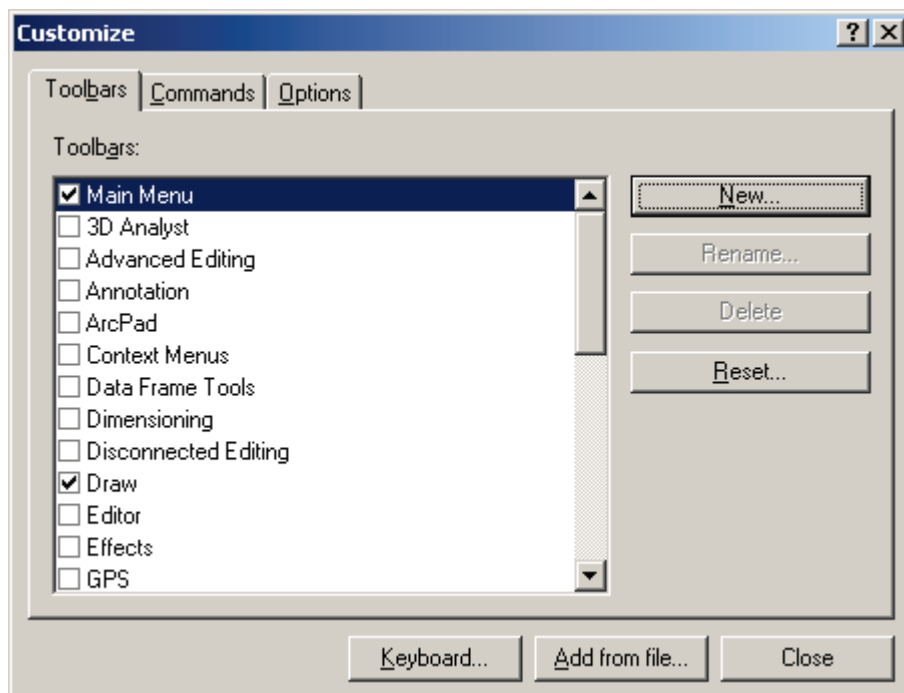 Customize
Toolbars Commands Options
Toolbars:
Main Menu
3D Analyst
Advanced Editing
Annotation
ArcPad
Context Menus
Data Frame Tools
Dimensioning
Disconnected Editing
Draw
Editor
Effects
GPS
New...
Rename...
Delete
Reset...
Keyboard... Add from file... Close